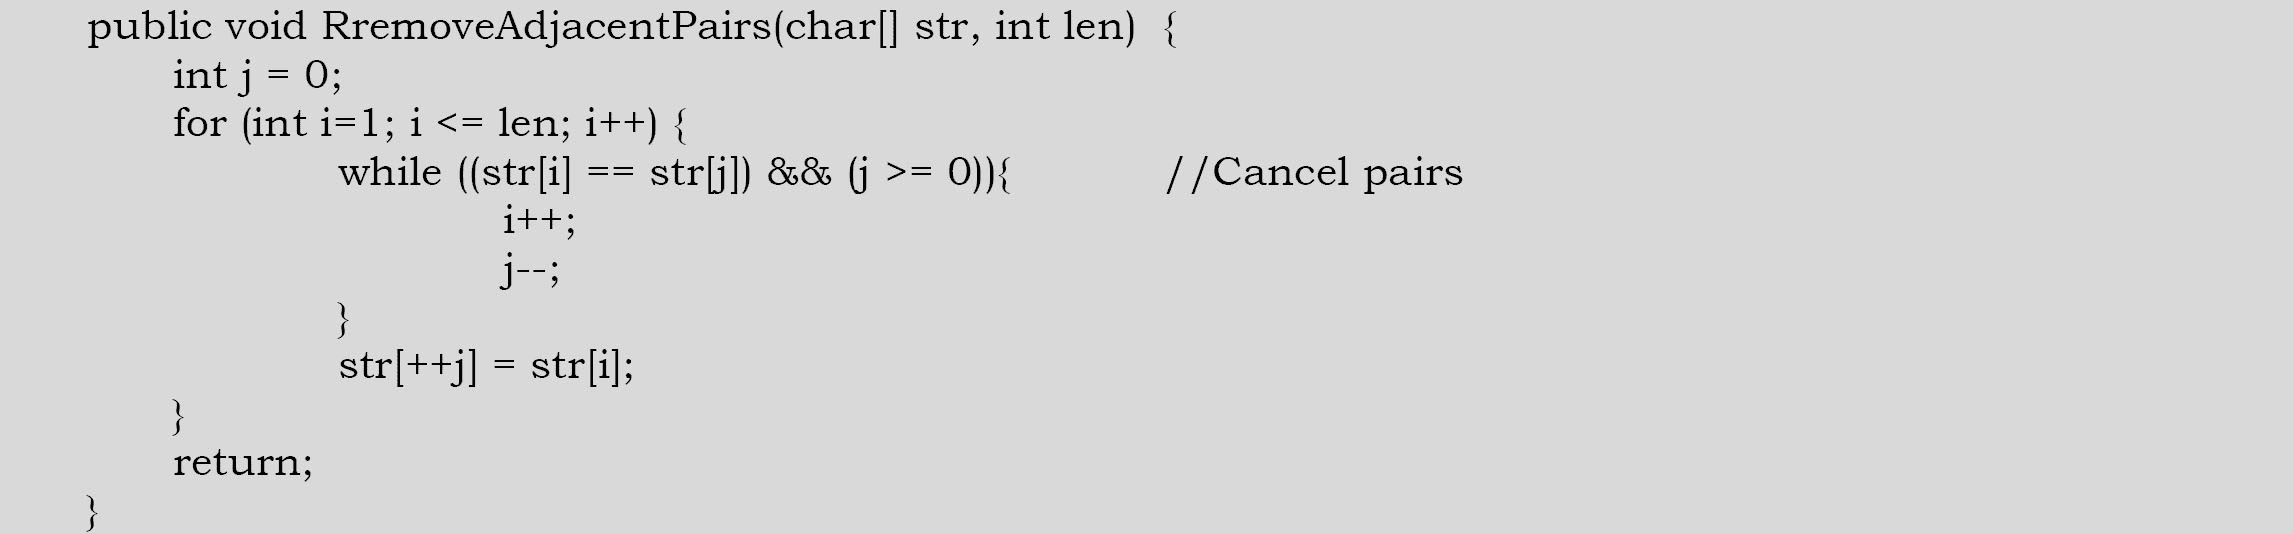 public void RremoveAdjacentPairs(char[] str, int len) {
int j = 0;
for (int i=1; i <= len; i++) {
while ((str[i] == str[j]) && (j >= 0)){ //Cancel pairs
i++;
j--;
}
str[++j] = str[i];
}
return;
}